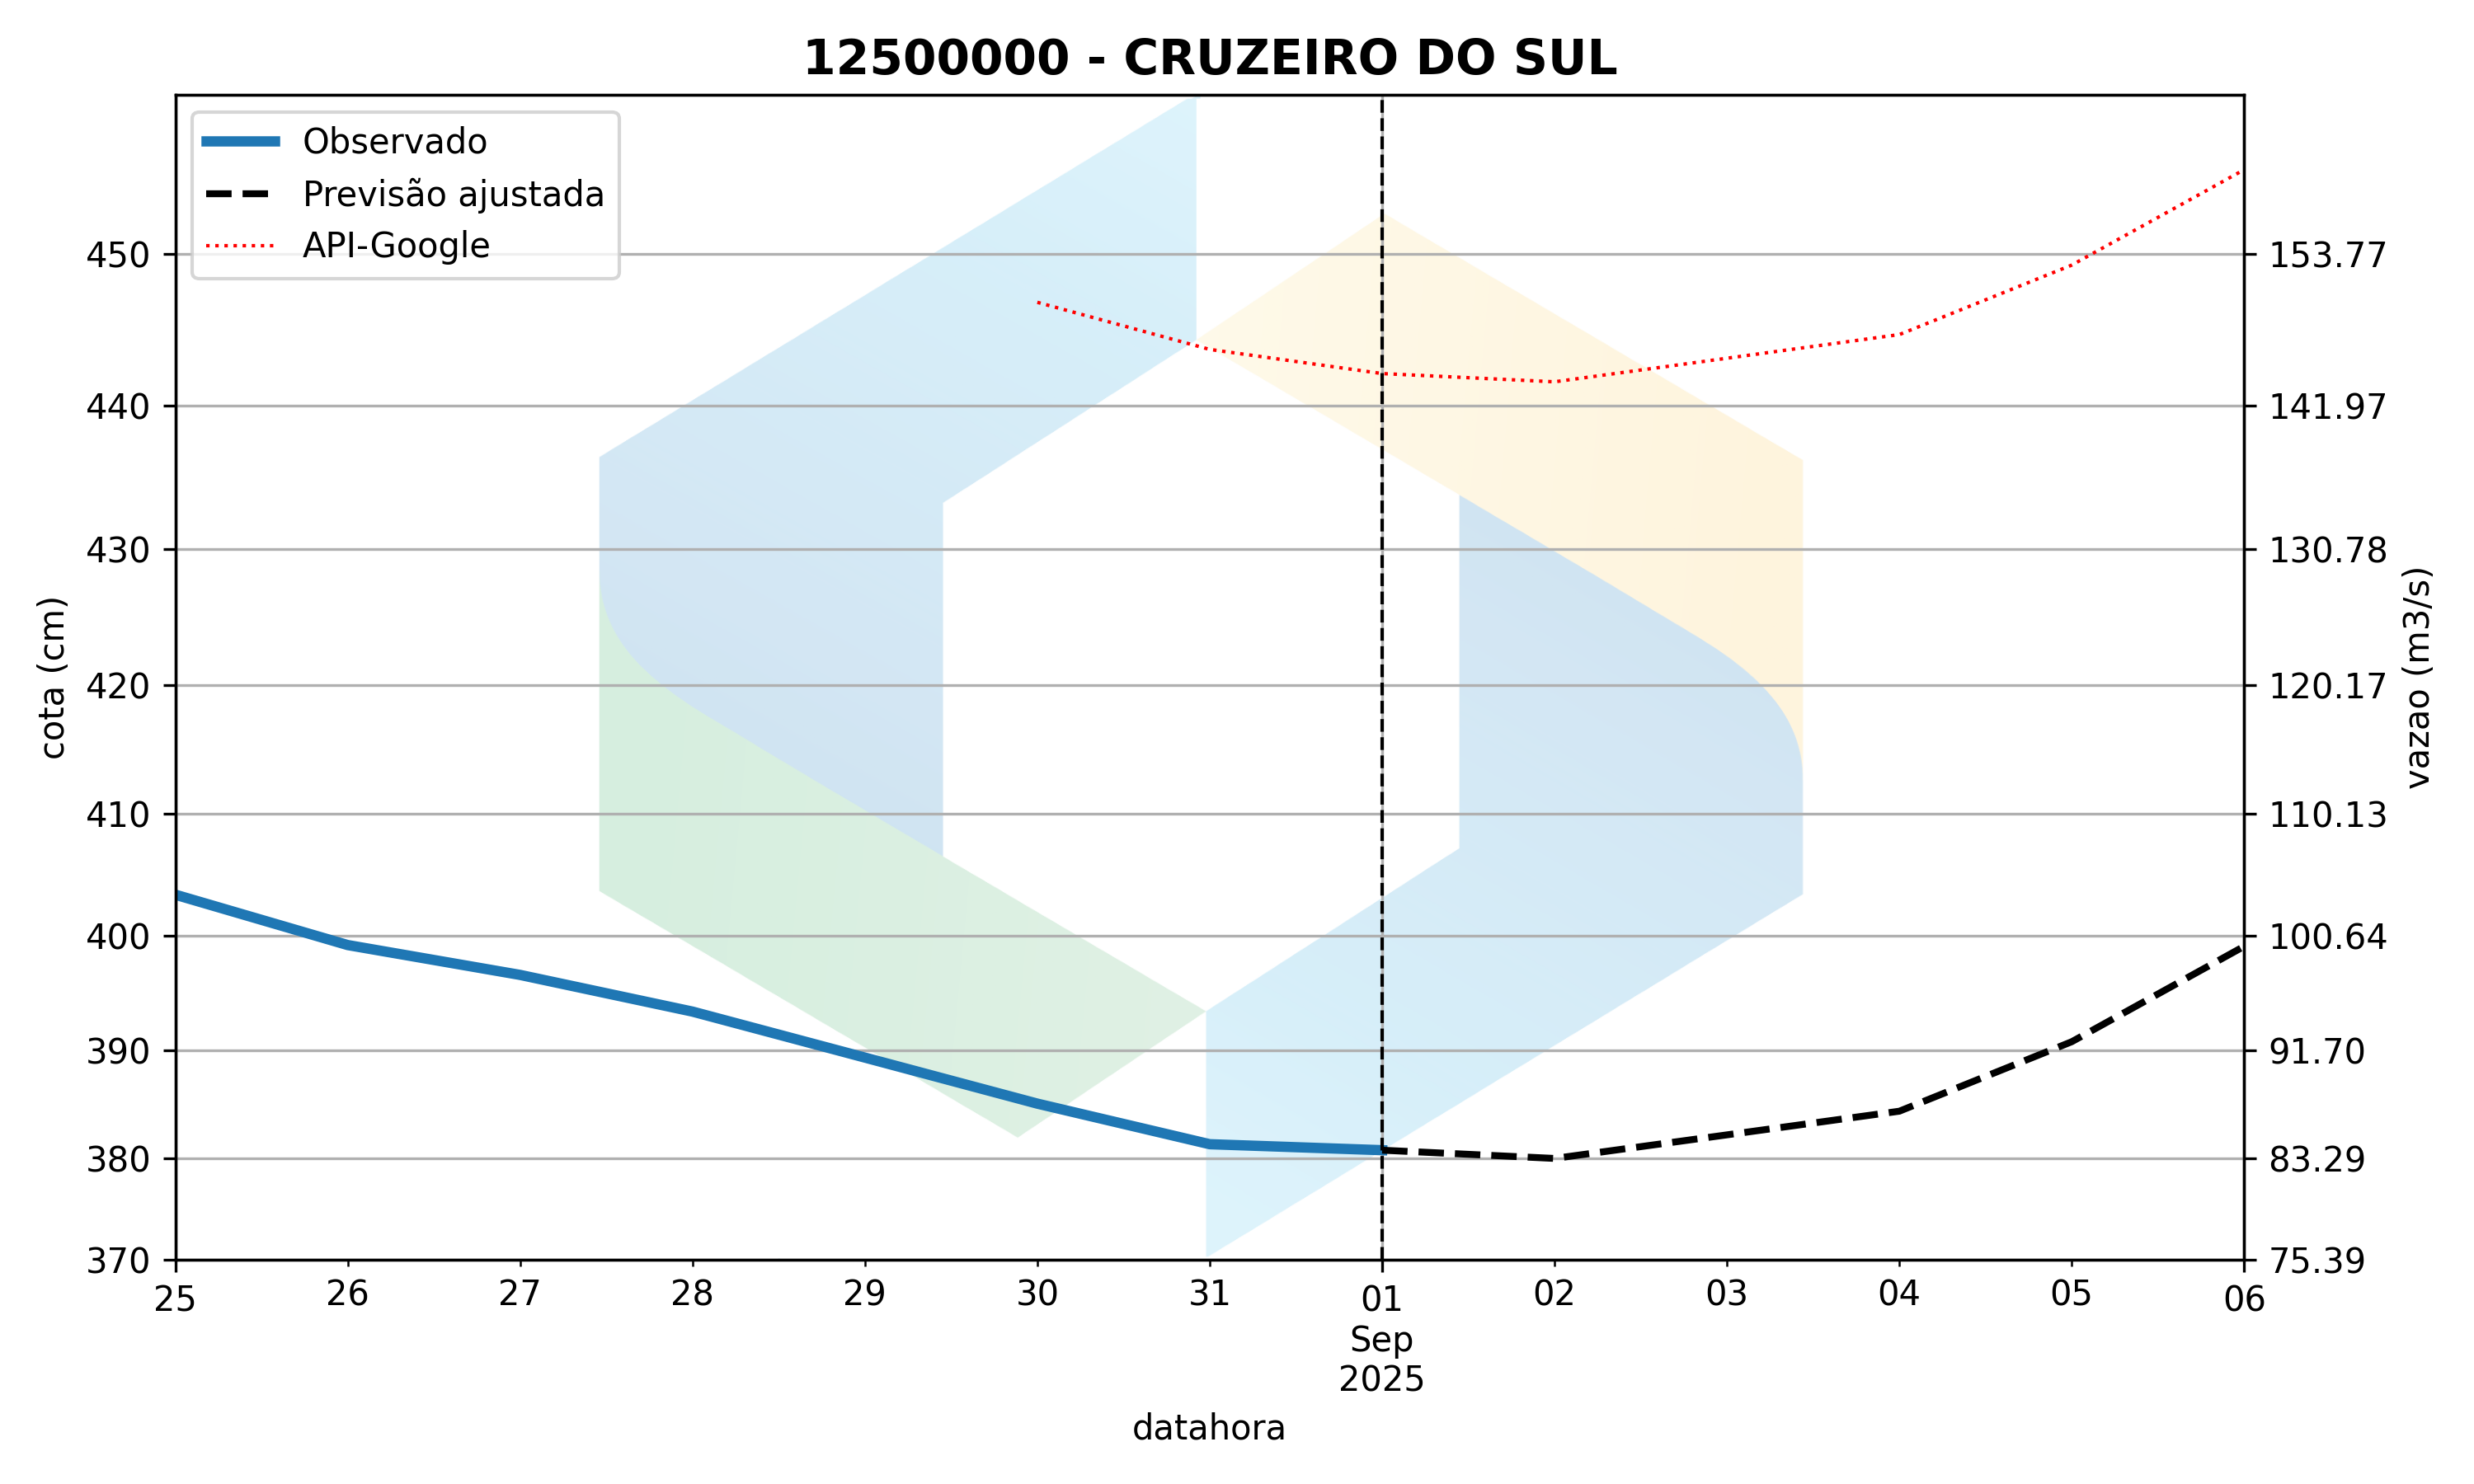 12500000 - CRUZEIRO DO SUL
Observado
Previsão ajustada
API-Google
450
440
430
420
410
400
390
380
370
cota (cm)
153.77
141.97
130.78
120.17
110.13
100.64
91.70
83.29
75.39
vazao (m3/s)
25 26 27 28 29 30 31 01 02 03 04 05 06
Sep
2025
datahora